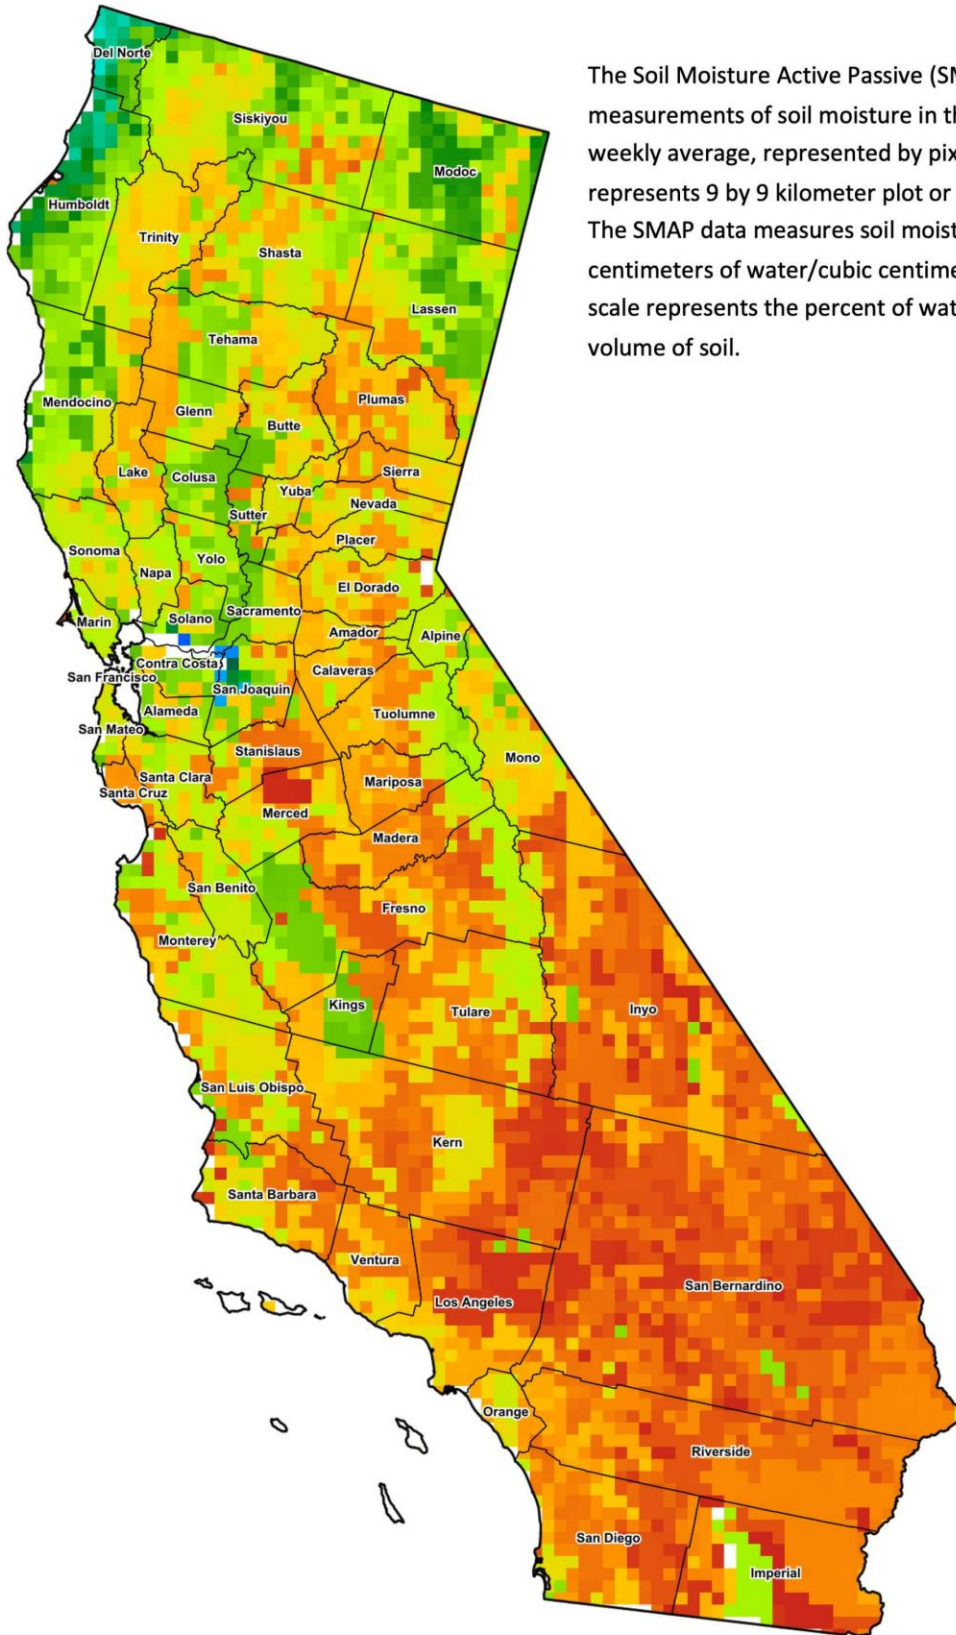 The Soil Moisture Active Passive (SM
measurements of soil moisture in th
weekly average, represented by pix
represents 9 by 9 kilometer plot or
The SMAP data measures soil moist
centimeters of water/cubic centime
scale represents the percent of wat
volume of soil.
Del Norte
Siskiyou
Modoc
Humboldt
Trinity
Shasta
Lassen
Tehama
Mendocino
Glenn
Butte
Plumas
Lake
Colusa
Sierra
Yuba
Nevada
Sutter
Placer
Sonoma
Napa
Yolo
El Dorado
Marin
Solano
Sacramento
Amador
Alpine
Contra Costa
San Francisco
San Joaquin
Calaveras
Alameda
Tuolumne
San Mateo
Stanislaus
Mono
Santa Clara
Santa Cruz
Mariposa
Merced
Madera
San Benito
Fresno
Monterey
Kings
Tulare
Inyo
San Luis Obispo
Kern
Santa Barbara
Ventura
San Bernardino
Los Angeles
Orange
Riverside
San Diego
Imperial